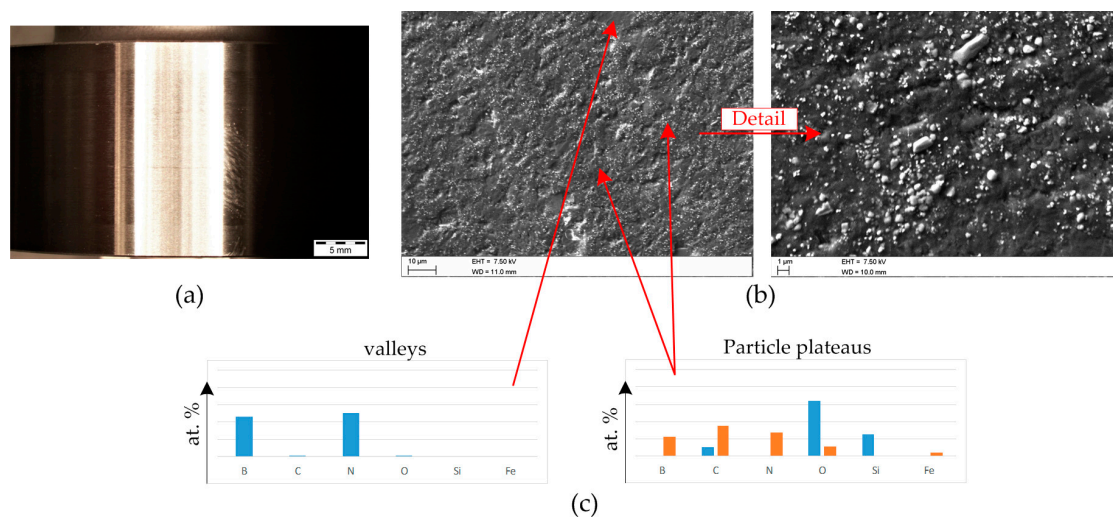 5 mm
(a)
10 µm
EHT = 7.50 kV
WD = 11.0 mm
Detail
1 µm
EHT = 7.50 kV
WD = 10.0 mm
(b)
valleys
at. %
B C N O Si Fe
Particle plateaus
at. %
B C N O Si Fe
(c)